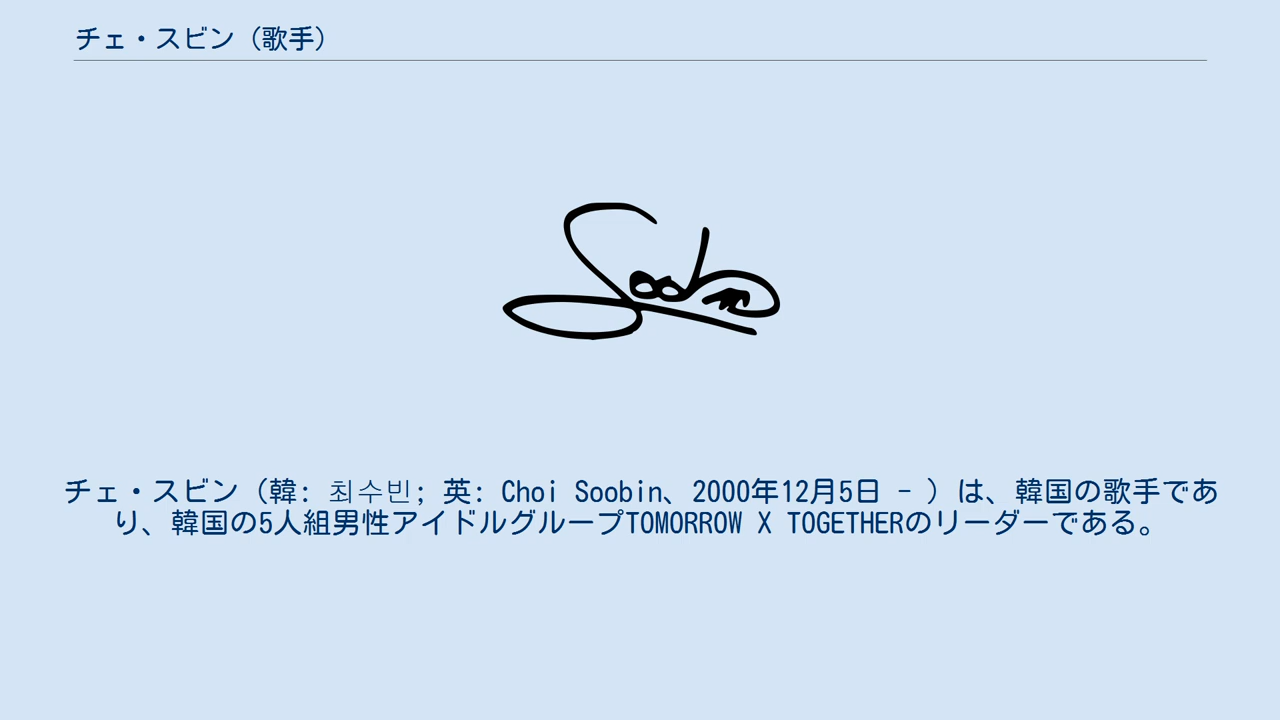 チェ・スビン（歌手）
Soobin
チェ・スビン（韓: 최수빈; 英: Choi Soobin、2000年12月5日 - ）は、韓国の歌手であ
り、韓国の5人組男性アイドルグループTOMORROW X TOGETHERのリーダーである。